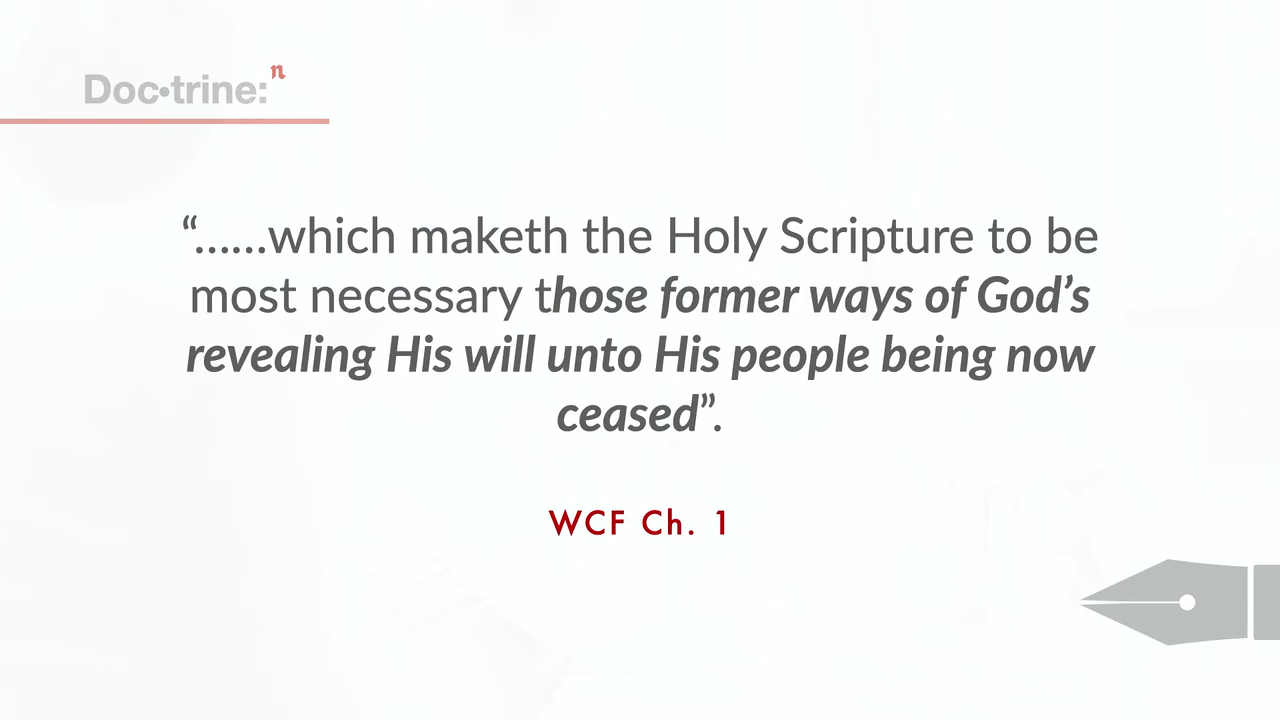 Doc•trine:n
“……which maketh the Holy Scripture to be
most necessary those former ways of God’s
revealing His will unto His people being now
ceased”.
WCF Ch. 1